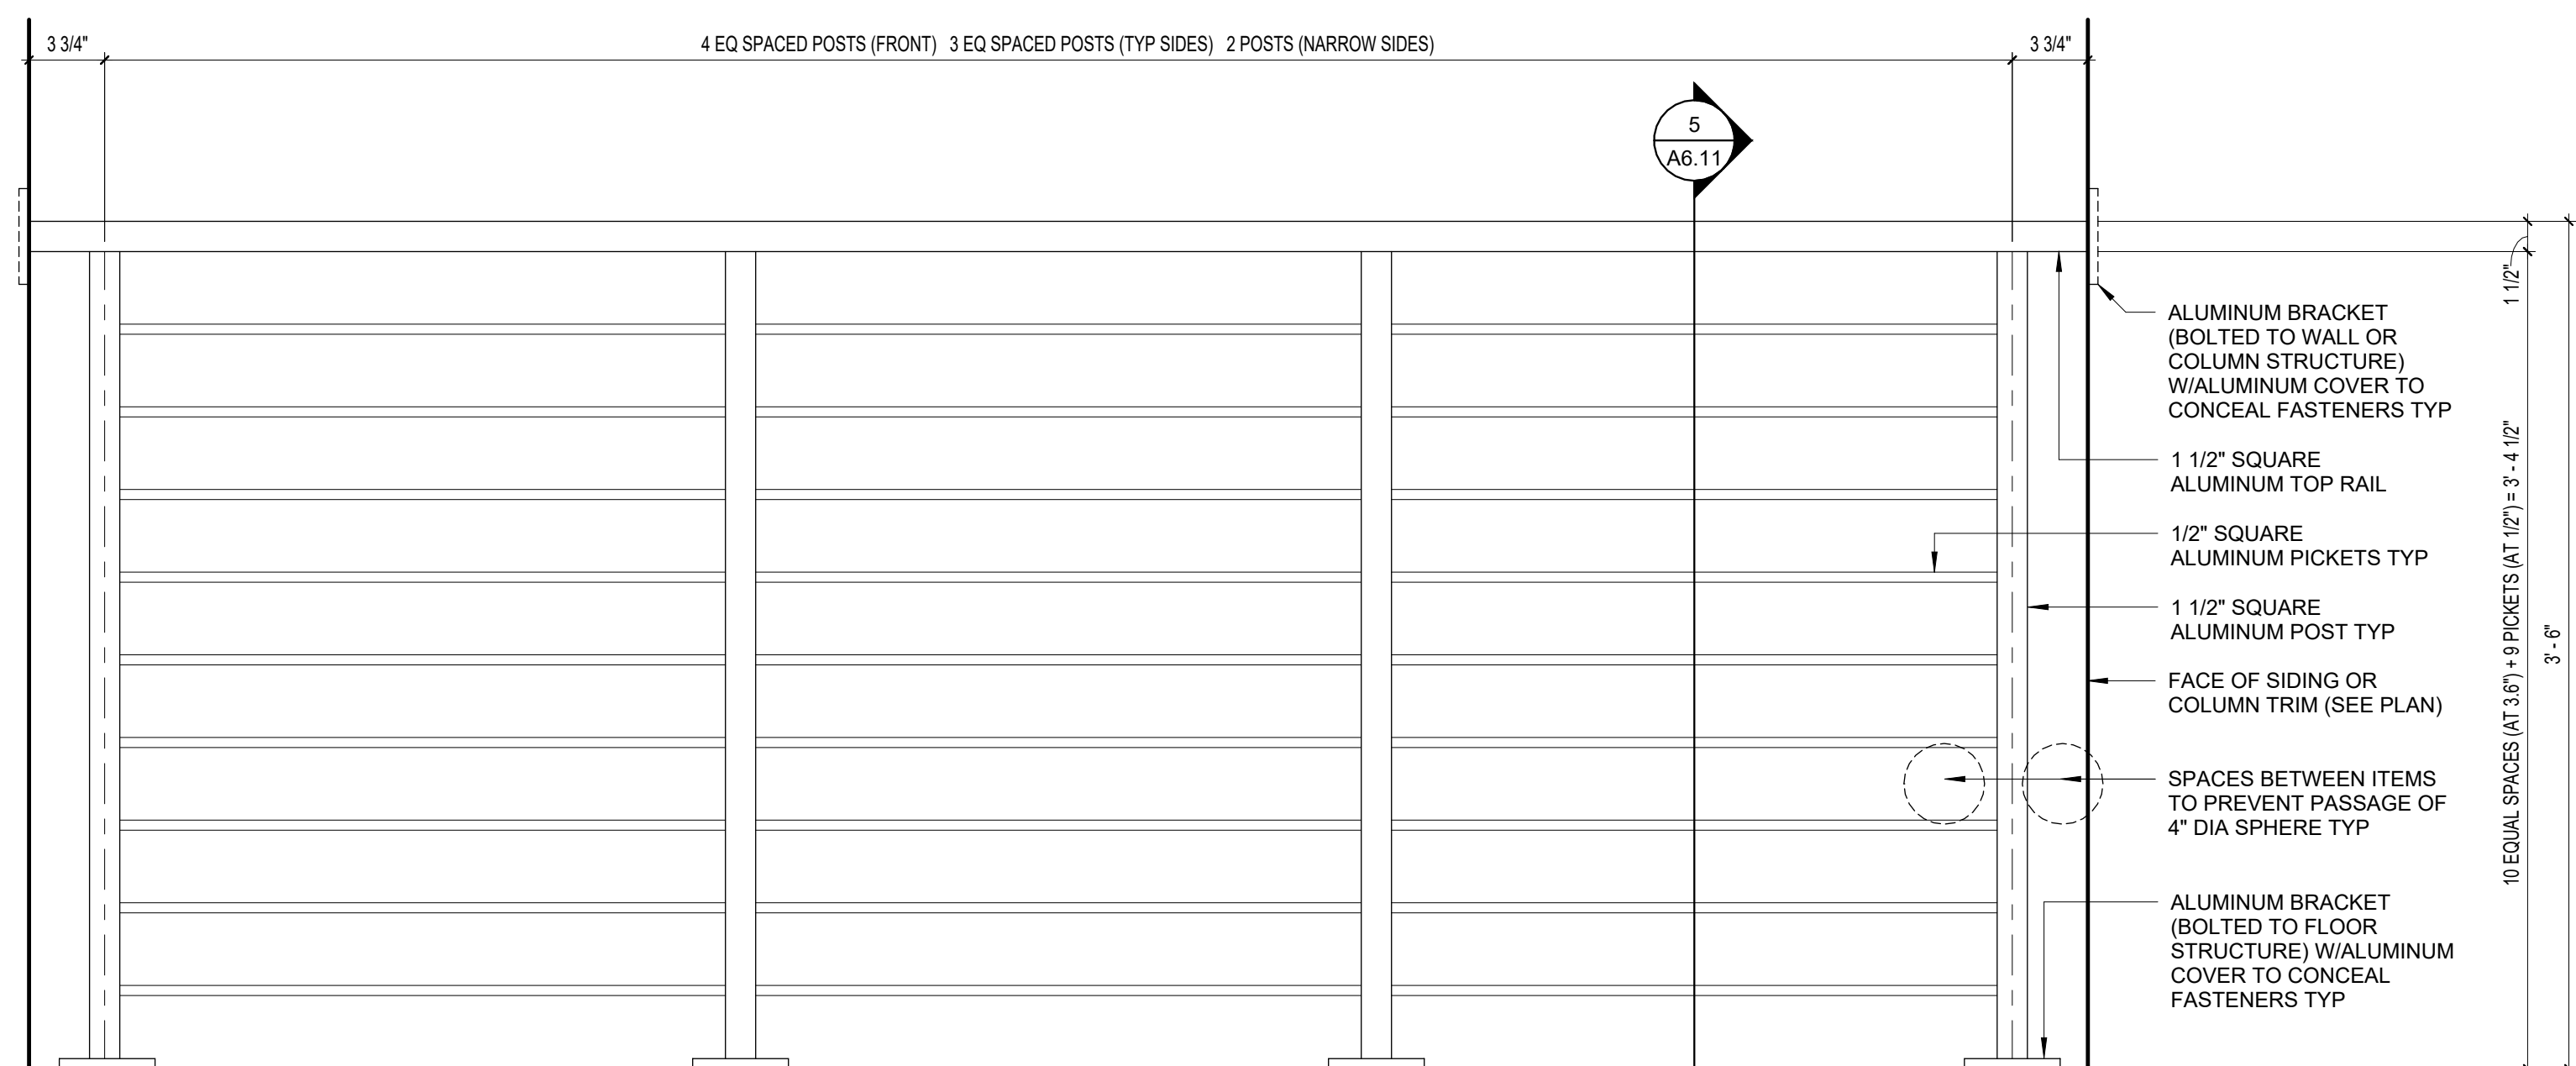 3 3/4"
4 EQ SPACED POSTS (FRONT)   3 EQ SPACED POSTS (TYP SIDES)   2 POSTS (NARROW SIDES)
3 3/4"
5
A6.11
1 1/2"
ALUMINUM BRACKET
(BOLTED TO WALL OR
COLUMN STRUCTURE)
W/ALUMINUM COVER TO
CONCEAL FASTENERS TYP
1 1/2" SQUARE
ALUMINUM TOP RAIL
1/2" SQUARE
ALUMINUM PICKETS TYP
1 1/2" SQUARE
ALUMINUM POST TYP
FACE OF SIDING OR
COLUMN TRIM (SEE PLAN)
SPACES BETWEEN ITEMS
TO PREVENT PASSAGE OF
4" DIA SPHERE TYP
ALUMINUM BRACKET
(BOLTED TO FLOOR
STRUCTURE) W/ALUMINUM
COVER TO CONCEAL
FASTENERS TYP
10 EQUAL SPACES (AT 3.6") + 9 PICKETS (AT 1/2") = 3' - 4 1/2"
3' - 6"